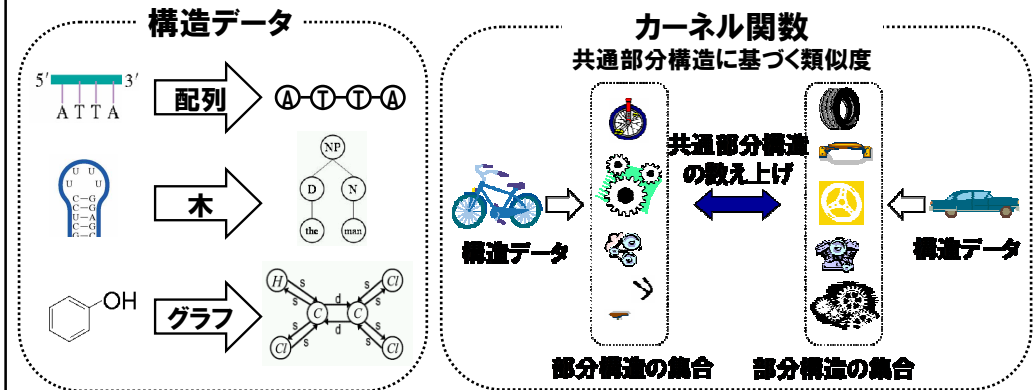 構造データ
5′ 3′
A T T A
配列
A T T A
U U
U U
C—G
C—G
U—A
C—G
木
NP
D N
the man
OH
グラフ
H s s d s s Cl
C C
s s d s s
Cl Cl
カーネル関数
共通部分構造に基づく類似度
共通部分構造
の数え上げ
構造データ
構造データ
部分構造の集合
部分構造の集合